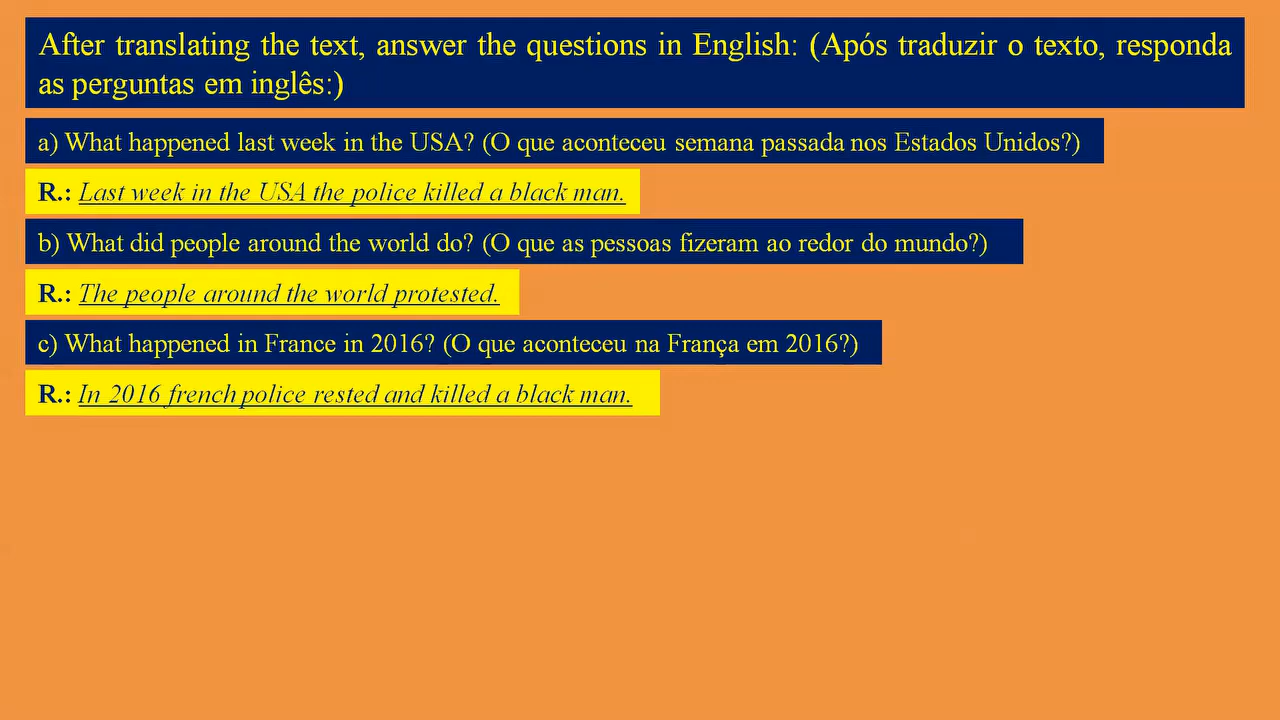 After translating the text, answer the questions in English: (Após traduzir o texto, responda
as perguntas em inglês:)
a) What happened last week in the USA? (O que aconteceu semana passada nos Estados Unidos?)
R.: Last week in the USA the police killed a black man.
b) What did people around the world do? (O que as pessoas fizeram ao redor do mundo?)
R.: The people around the world protested.
c) What happened in France in 2016? (O que aconteceu na França em 2016?)
R.: In 2016 french police rested and killed a black man.